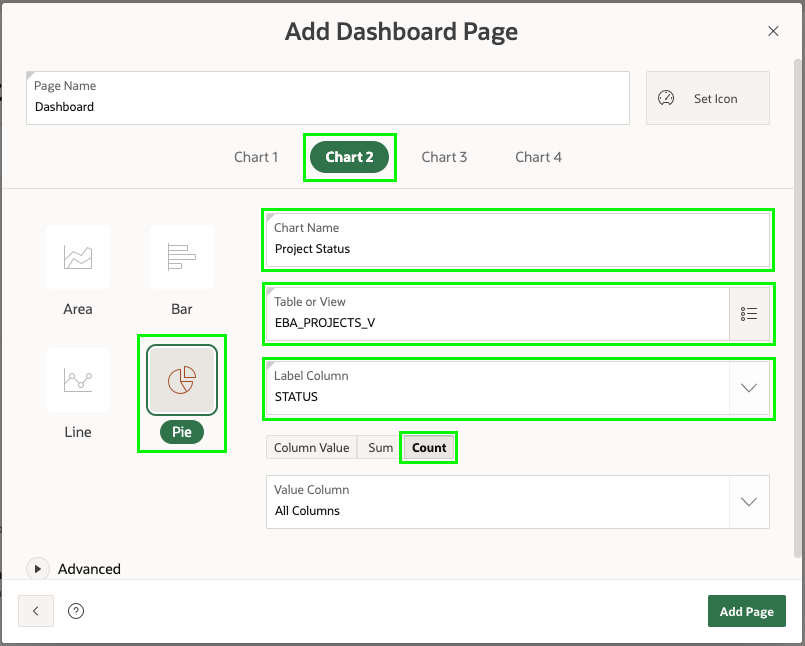 Add Dashboard Page
Page Name
Dashboard
Set Icon
Chart 1
Chart 2
Chart 3
Chart 4
Area
Bar
Line
Pie
Chart Name
Project Status
Table or View
EBA_PROJECTS_V
Label Column
STATUS
Column Value
Sum
Count
Value Column
All Columns
Advanced
Add Page